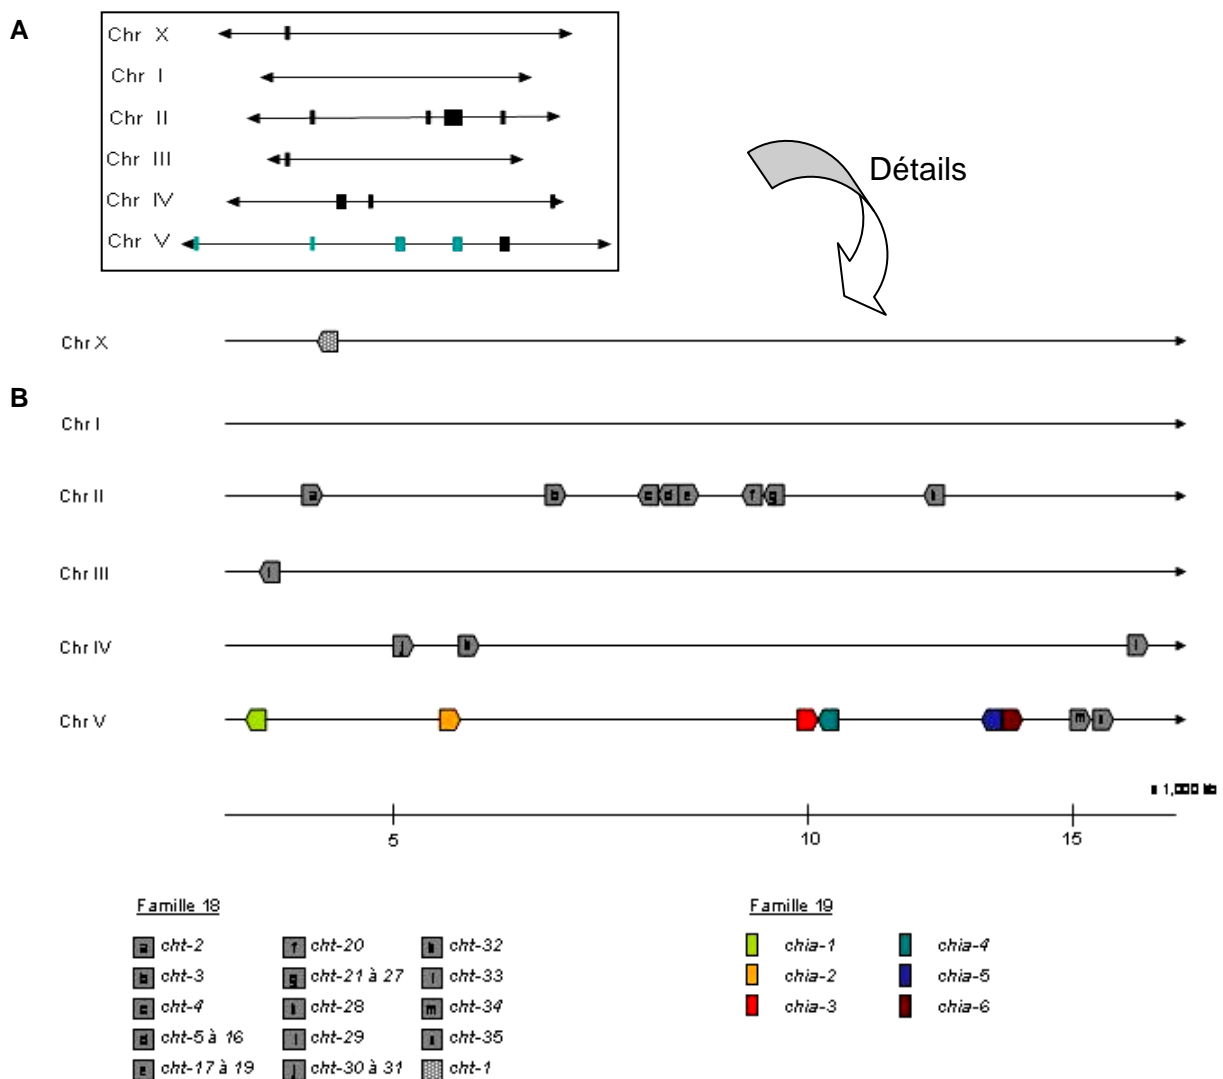 A
Chr X
Chr I
Chr II
Chr III
Chr IV
Chr V
Détails
Chr X
B
Chr I
Chr II
a b c d e f g
Chr III
Chr IV
j l
Chr V
m
1,000 kb
5 10 15
Famille 18 Famille 19
a cht-2 f cht-20 cht-32 chia-1 chia-4
b cht-3 g cht-21 à 27 l cht-33 chia-2 chia-5
c cht-4 cht-28 m cht-34 chia-3 chia-6
d cht-5 à 16 cht-29 cht-35
e cht-17 à 19 j cht-30 à 31 cht-1